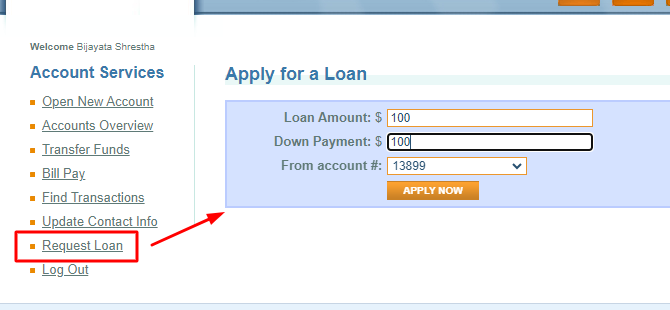 Welcome Bijayata Shrestha
Account Services
Open New Account
Accounts Overview
Transfer Funds
Bill Pay
Find Transactions
Update Contact Info
Request Loan
Log Out
Apply for a Loan
Loan Amount: $ 100
Down Payment: $ 100
From account #: 13899
APPLY NOW